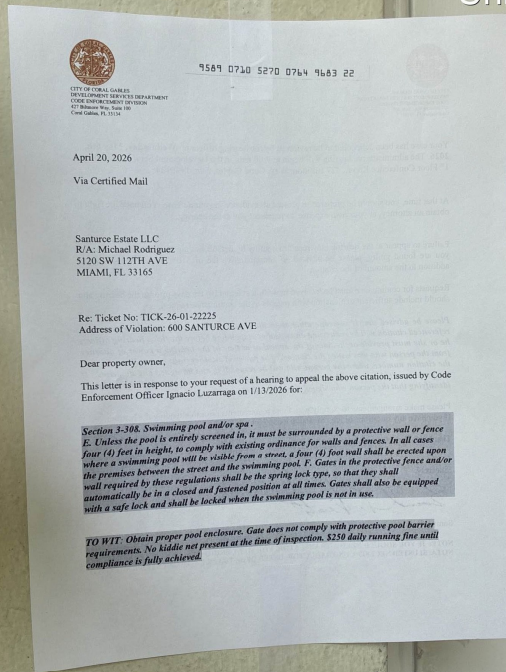 9589 0710 5270 0764 9683 22
CITY OF CORAL GABLES
DEVELOPMENT SERVICES DEPARTMENT
CODE ENFORCEMENT DIVISION
427 Biltmore Way, Suite 100
Coral Gables, FL 33134
April 20, 2026
Via Certified Mail
Santurce Estate LLC
R/A: Michael Rodriguez
5120 SW 112TH AVE
MIAMI, FL 33165
Re: Ticket No: TICK-26-01-22225
Address of Violation: 600 SANTURCE AVE
Dear property owner,
This letter is in response to your request of a hearing to appeal the above citation, issued by Code
Enforcement Officer Ignacio Luzarraga on 1/13/2026 for:
Section 3-308. Swimming pool and/or spa .
E. Unless the pool is entirely screened in, it must be surrounded by a protective wall or fence
four (4) feet in height, to comply with existing ordinance for walls and fences. In all cases
where a swimming pool will be visible from a street, a four (4) foot wall shall be erected upon
the premises between the street and the swimming pool. F. Gates in the protective fence and/or
wall required by these regulations shall be the spring lock type, so that they shall
automatically be in a closed and fastened position at all times. Gates shall also be equipped
with a safe lock and shall be locked when the swimming pool is not in use.
TO WIT: Obtain proper pool enclosure. Gate does not comply with protective pool barrier
requirements. No kiddie net present at the time of inspection. $250 daily running fine until
compliance is fully achieved.